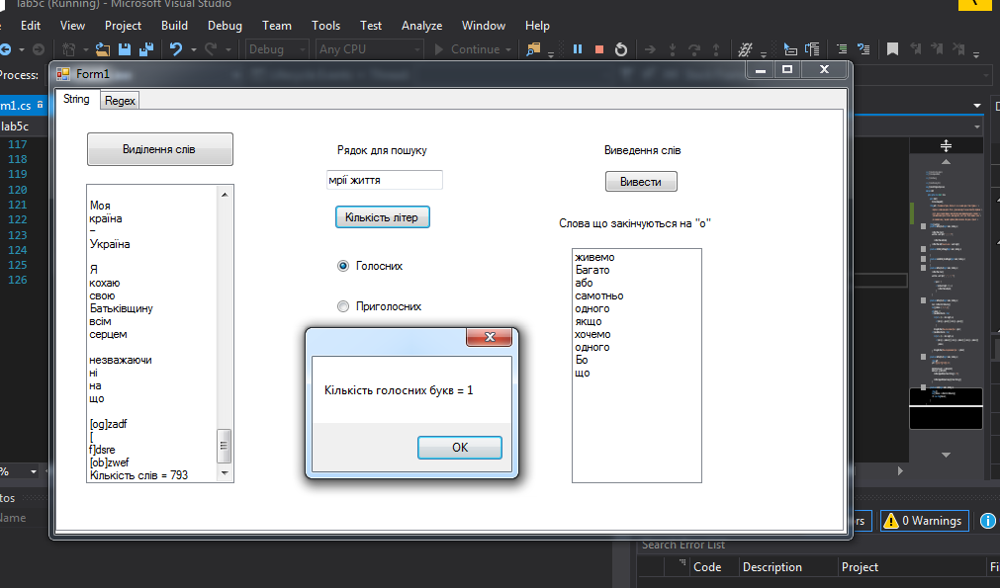 lab5c (Running) - Microsoft Visual Studio
Edit View Project Build Debug Team Tools Test Analyze Window Help
Debug Any CPU Continue
Process:
Form1
m1.cs
lab5c
117
118
119
120
121
122
123
124
125
126
String Regex
Виділення слів
Моя
країна
–
Україна
Я
кохаю
свою
Батьківщину
всім
серцем
незважаючи
ні
на
що
[og]zadf
[
f]dsre
[ob]zwef
Кількість слів = 793
Рядок для пошуку
мрії життя
Кількість літер
Голосних
Приголосних
Кількість голосних букв = 1
OK
Виведення слів
Вивести
Слова що закінчуються на "о"
живемо
Багато
або
самотньо
одного
якщо
хочемо
одного
Бо
що
%
tos
Name
rs
0 Warnings
Search Error List
Code Description Project Fi